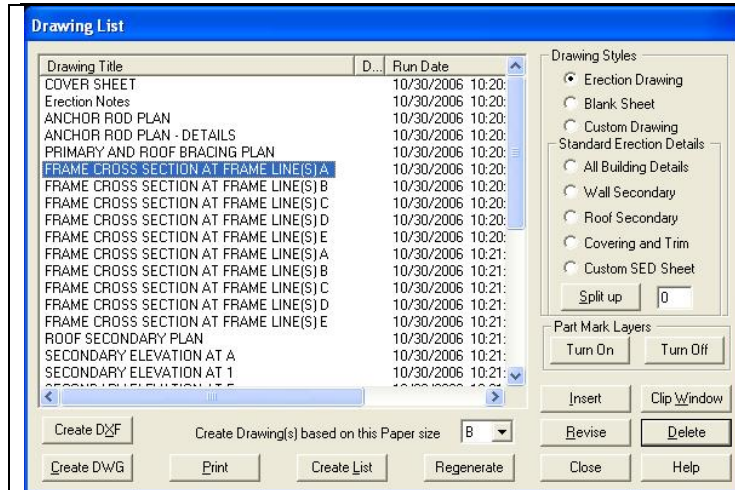 Drawing List
Drawing Title D... Run Date
COVER SHEET 10/30/2006 10:20:
Erection Notes 10/30/2006 10:20:
ANCHOR ROD PLAN 10/30/2006 10:20:
ANCHOR ROD PLAN - DETAILS 10/30/2006 10:20:
PRIMARY AND ROOF BRACING PLAN 10/30/2006 10:20:
FRAME CROSS SECTION AT FRAME LINE(S) A 10/30/2006 10:20:
FRAME CROSS SECTION AT FRAME LINE(S) B 10/30/2006 10:20:
FRAME CROSS SECTION AT FRAME LINE(S) C 10/30/2006 10:20:
FRAME CROSS SECTION AT FRAME LINE(S) D 10/30/2006 10:20:
FRAME CROSS SECTION AT FRAME LINE(S) E 10/30/2006 10:20:
FRAME CROSS SECTION AT FRAME LINE(S) A 10/30/2006 10:21:
FRAME CROSS SECTION AT FRAME LINE(S) B 10/30/2006 10:21:
FRAME CROSS SECTION AT FRAME LINE(S) C 10/30/2006 10:21:
FRAME CROSS SECTION AT FRAME LINE(S) D 10/30/2006 10:21:
FRAME CROSS SECTION AT FRAME LINE(S) E 10/30/2006 10:21:
ROOF SECONDARY PLAN 10/30/2006 10:21:
SECONDARY ELEVATION AT A 10/30/2006 10:21:
SECONDARY ELEVATION AT 1 10/30/2006 10:21:
Drawing Styles
Erection Drawing
Blank Sheet
Custom Drawing
Standard Erection Details
All Building Details
Wall Secondary
Roof Secondary
Covering and Trim
Custom SED Sheet
Split up 0
Part Mark Layers
Turn On Turn Off
Insert Clip Window
Create DXF Create Drawing(s) based on this Paper size B Revise Delete
Create DWG Print Create List Regenerate Close Help